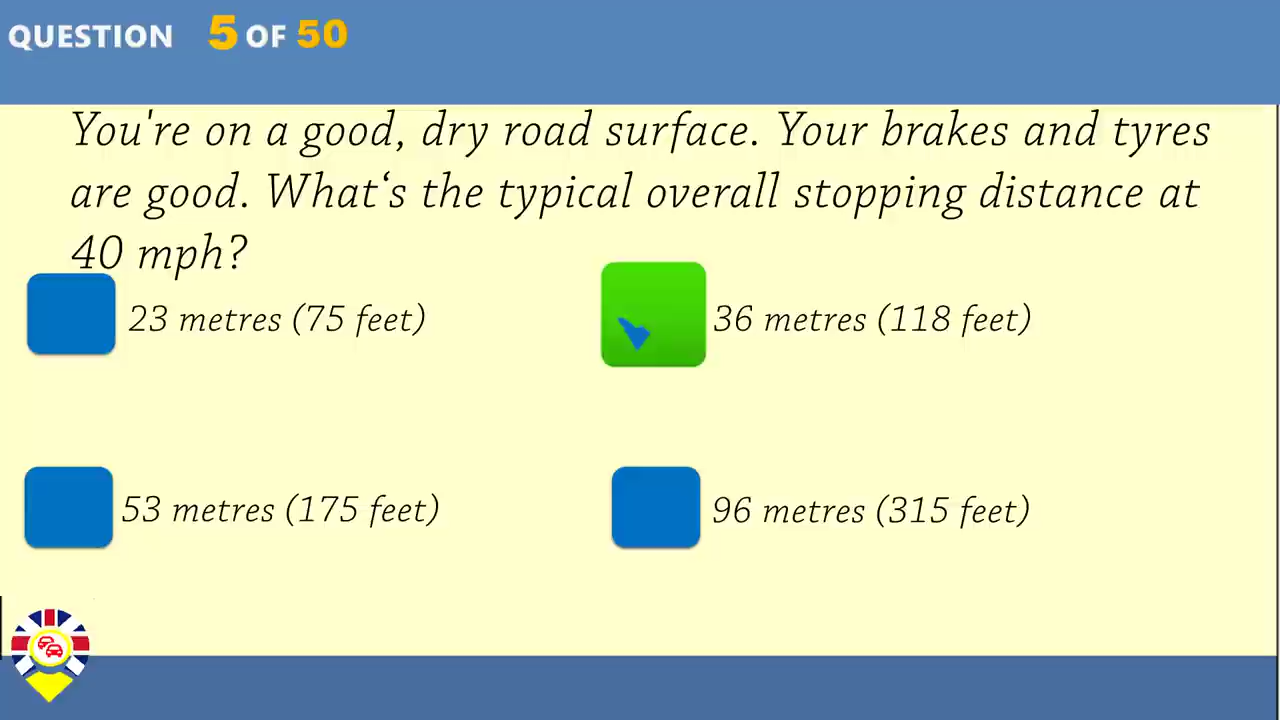 QUESTION 5 OF 50
You're on a good, dry road surface. Your brakes and tyres
are good. What‘s the typical overall stopping distance at
40 mph?
23 metres (75 feet)
36 metres (118 feet)
53 metres (175 feet)
96 metres (315 feet)